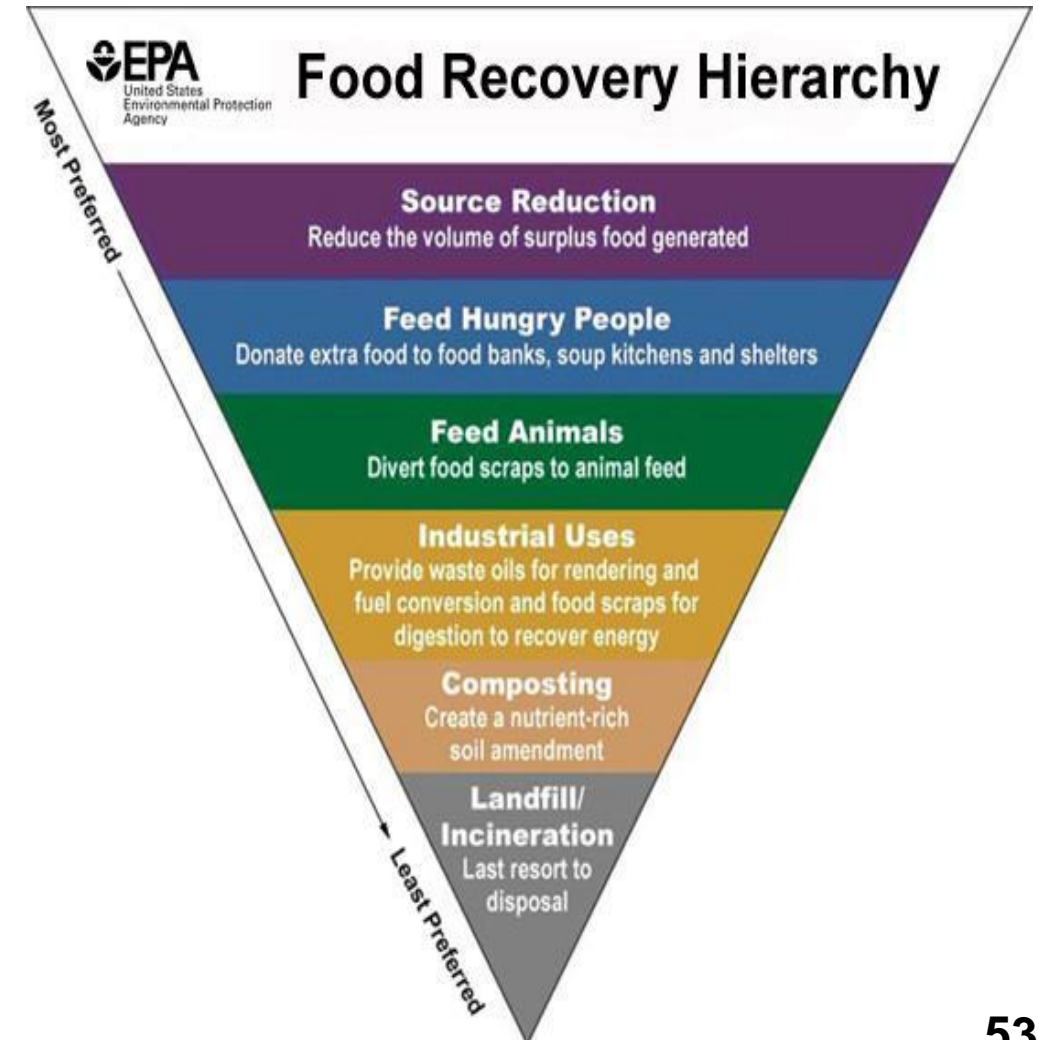 EPA
United States
Environmental Protection
Agency
Food Recovery Hierarchy
Most Preferred
Source Reduction
Reduce the volume of surplus food generated
Feed Hungry People
Donate extra food to food banks, soup kitchens and shelters
Feed Animals
Divert food scraps to animal feed
Industrial Uses
Provide waste oils for rendering and
fuel conversion and food scraps for
digestion to recover energy
Composting
Create a nutrient-rich
soil amendment
Landfill/
Incineration
Last resort to
disposal
Least Preferred
53